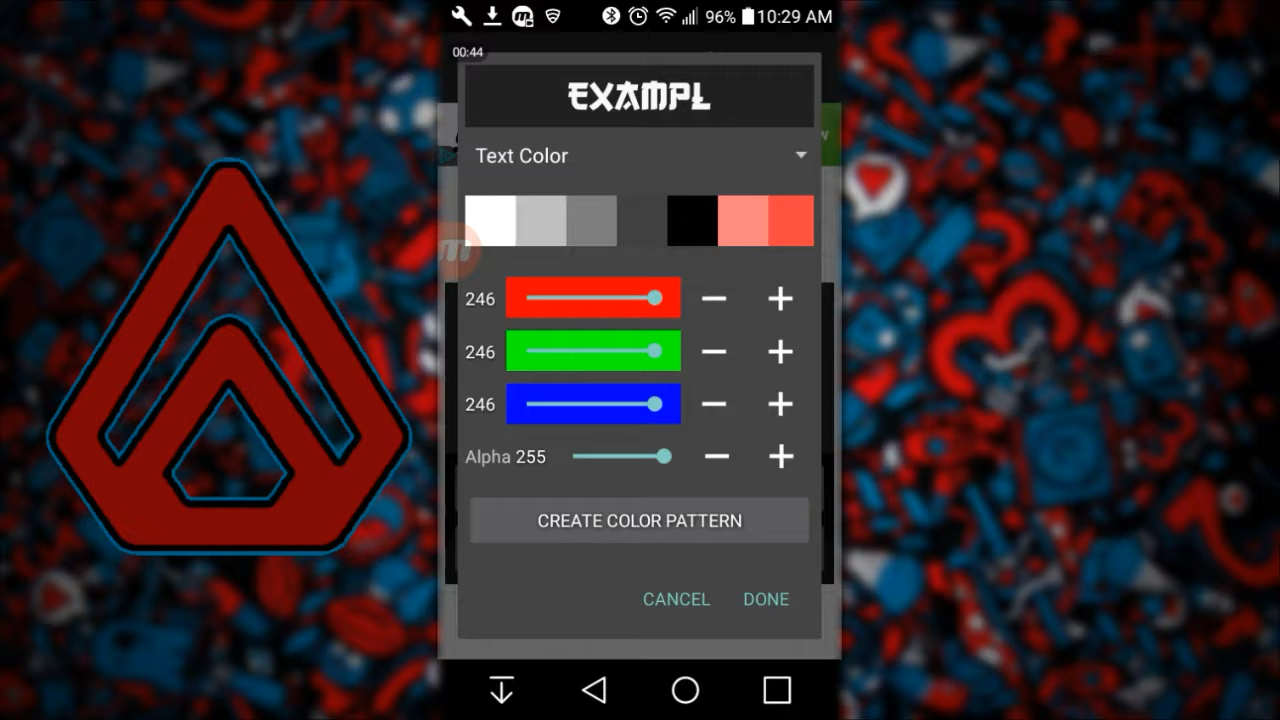 96% 10:29 AM
00:44
EXAMPL
Text Color
246
246
246
Alpha 255
CREATE COLOR PATTERN
CANCEL DONE